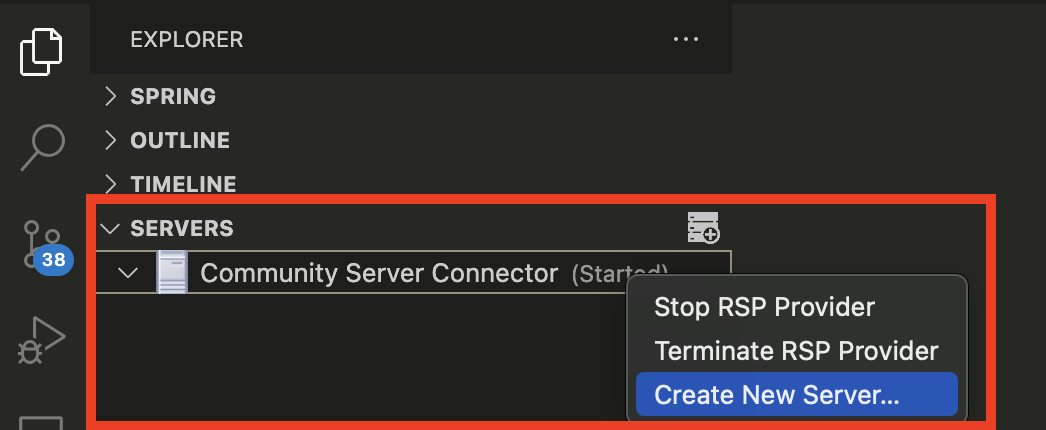 EXPLORER
SPRING
OUTLINE
TIMELINE
SERVERS
38
Community Server Connector (Started)
Stop RSP Provider
Terminate RSP Provider
Create New Server...